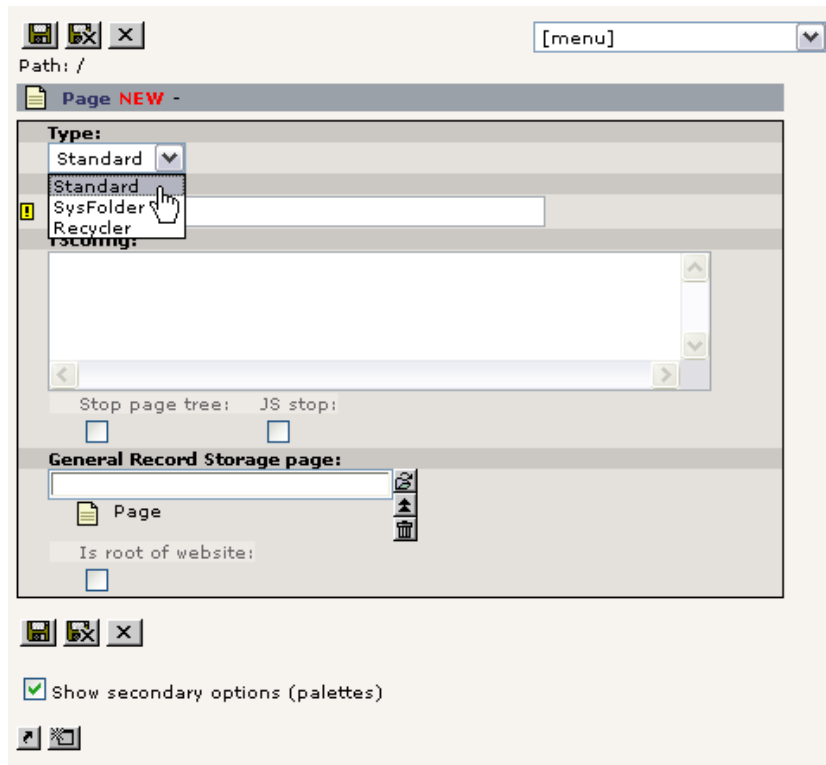 [menu]
Path: /
Page NEW -
Type:
Standard
Standard
SysFolder
Recycler
TSconfig:
Stop page tree: JS stop:
General Record Storage page:
Page
Is root of website:
Show secondary options (palettes)